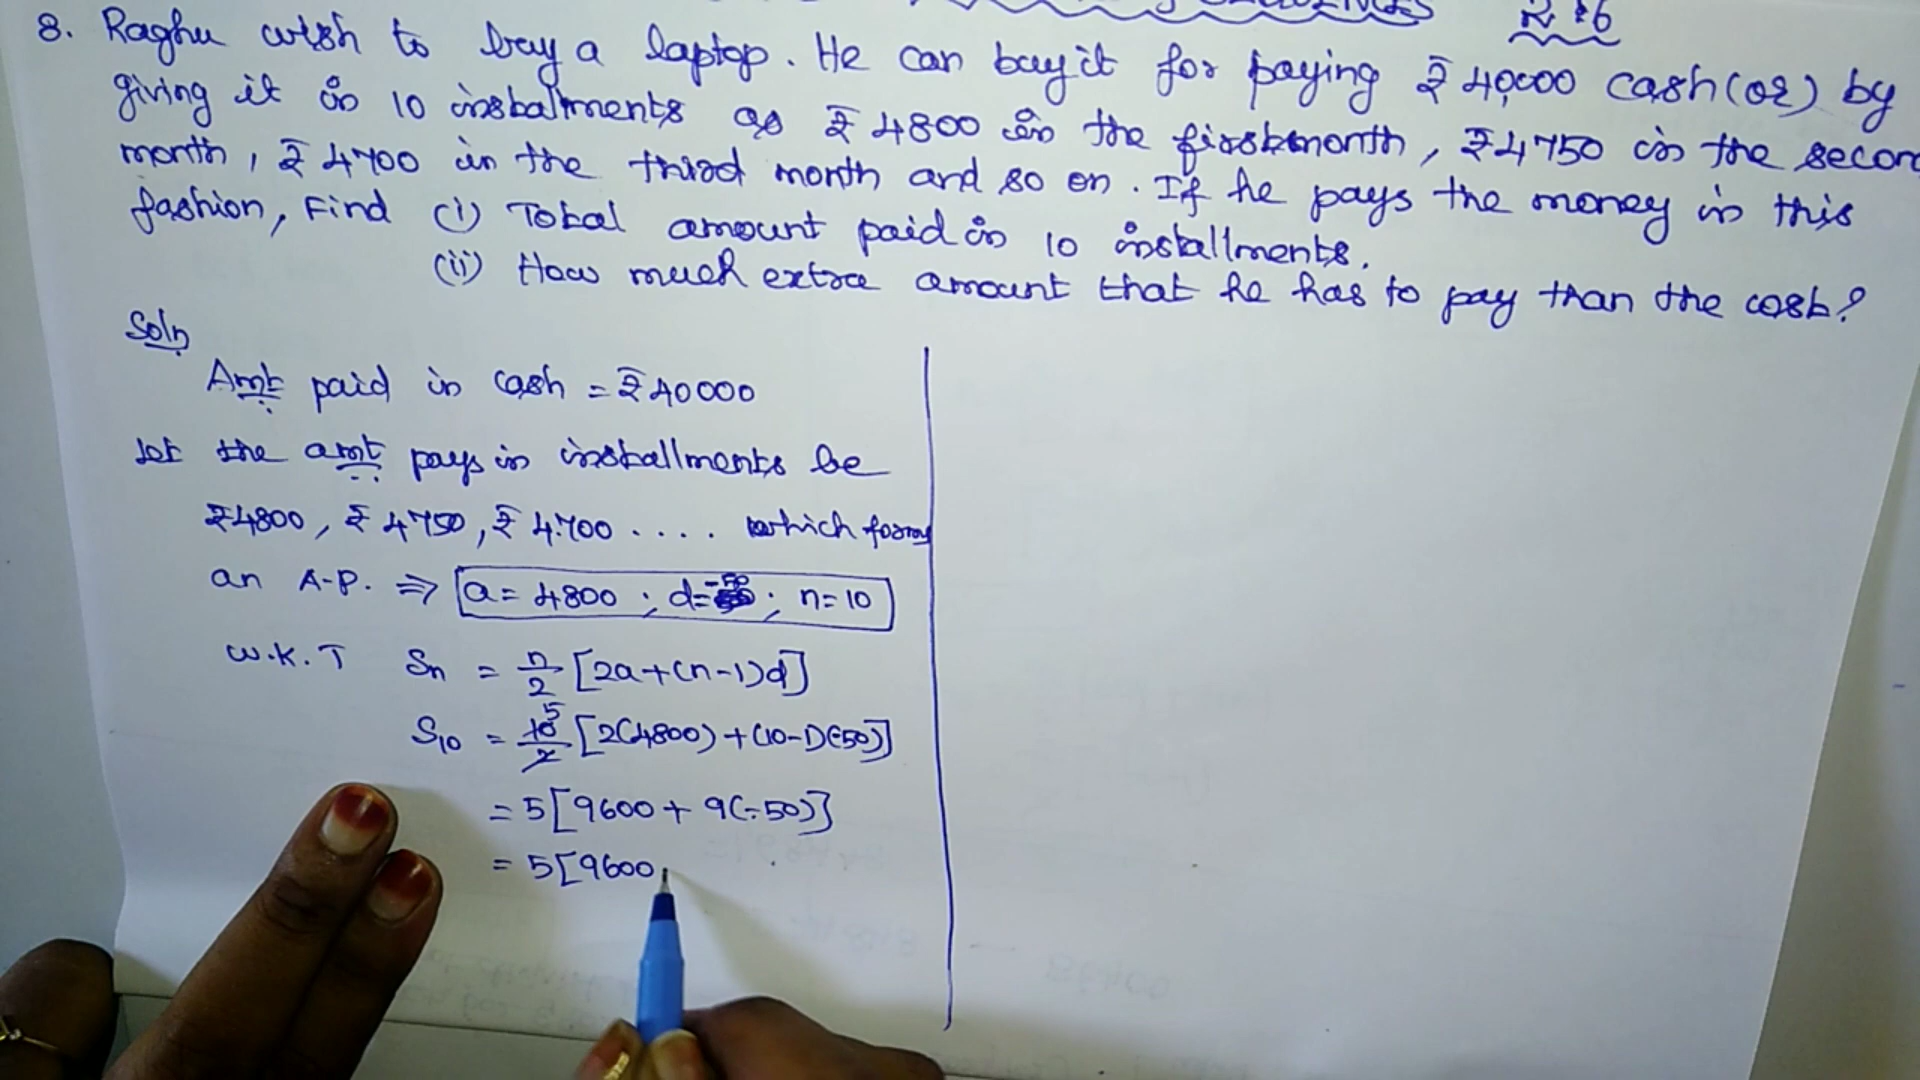 2.6
8. Raghu wish to buy a laptop. He can buy it for paying ₹ 40,000 cash (or) by
giving it in 10 installments as ₹ 4800 in the first month, ₹ 4750 in the second
month, ₹ 4700 in the third month and so on. If he pays the money in this
fashion, Find (i) Total amount paid in 10 installments.
(ii) How much extra amount that he has to pay than the cost?
Soln
Amt paid in cash = ₹ 40000
let the amt pays in installments be
₹4800, ₹ 4750, ₹ 4700 .... which forms
an A.P. ⇒ a = 4800 ; d = -50 ; n = 10
W.K.T Sn = n/2 [2a+(n-1)d]
S10 = 10/2 5 [2(4800)+(10-1)(-50)]
= 5[9600 + 9(-50)]
= 5[9600